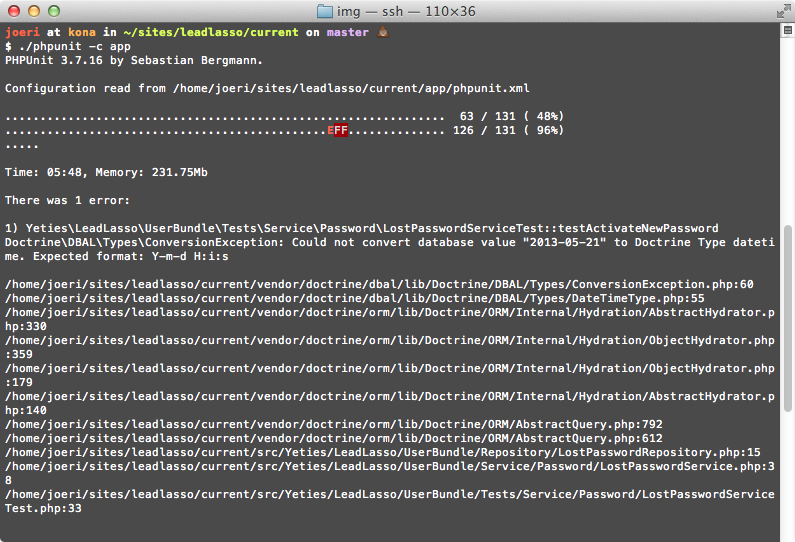 img — ssh — 110×36
joeri at kona in ~/sites/leadlasso/current on master 💩
$ ./phpunit -c app
PHPUnit 3.7.16 by Sebastian Bergmann.
Configuration read from /home/joeri/sites/leadlasso/current/app/phpunit.xml
...............................................................  63 / 131 ( 48%)
..............................................EFF.............. 126 / 131 ( 96%)
.....
Time: 05:48, Memory: 231.75Mb
There was 1 error:
1) Yeties\LeadLasso\UserBundle\Tests\Service\Password\LostPasswordServiceTest::testActivateNewPassword
Doctrine\DBAL\Types\ConversionException: Could not convert database value "2013-05-21" to Doctrine Type dateti
me. Expected format: Y-m-d H:i:s
/home/joeri/sites/leadlasso/current/vendor/doctrine/dbal/lib/Doctrine/DBAL/Types/ConversionException.php:60
/home/joeri/sites/leadlasso/current/vendor/doctrine/dbal/lib/Doctrine/DBAL/Types/DateTimeType.php:55
/home/joeri/sites/leadlasso/current/vendor/doctrine/orm/lib/Doctrine/ORM/Internal/Hydration/AbstractHydrator.p
hp:330
/home/joeri/sites/leadlasso/current/vendor/doctrine/orm/lib/Doctrine/ORM/Internal/Hydration/ObjectHydrator.php
:359
/home/joeri/sites/leadlasso/current/vendor/doctrine/orm/lib/Doctrine/ORM/Internal/Hydration/ObjectHydrator.php
:179
/home/joeri/sites/leadlasso/current/vendor/doctrine/orm/lib/Doctrine/ORM/Internal/Hydration/AbstractHydrator.p
hp:140
/home/joeri/sites/leadlasso/current/vendor/doctrine/orm/lib/Doctrine/ORM/AbstractQuery.php:792
/home/joeri/sites/leadlasso/current/vendor/doctrine/orm/lib/Doctrine/ORM/AbstractQuery.php:612
/home/joeri/sites/leadlasso/current/src/Yeties/LeadLasso/UserBundle/Repository/LostPasswordRepository.php:15
/home/joeri/sites/leadlasso/current/src/Yeties/LeadLasso/UserBundle/Service/Password/LostPasswordService.php:3
8
/home/joeri/sites/leadlasso/current/src/Yeties/LeadLasso/UserBundle/Tests/Service/Password/LostPasswordService
Test.php:33